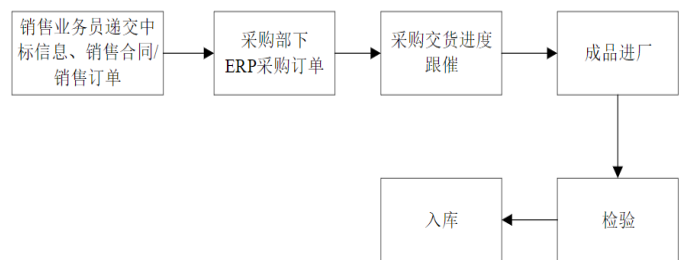 销售业务员递交中
标信息、销售合同/
销售订单
采购部下
ERP采购订单
采购交货进度
跟催
成品进厂
检验
入库